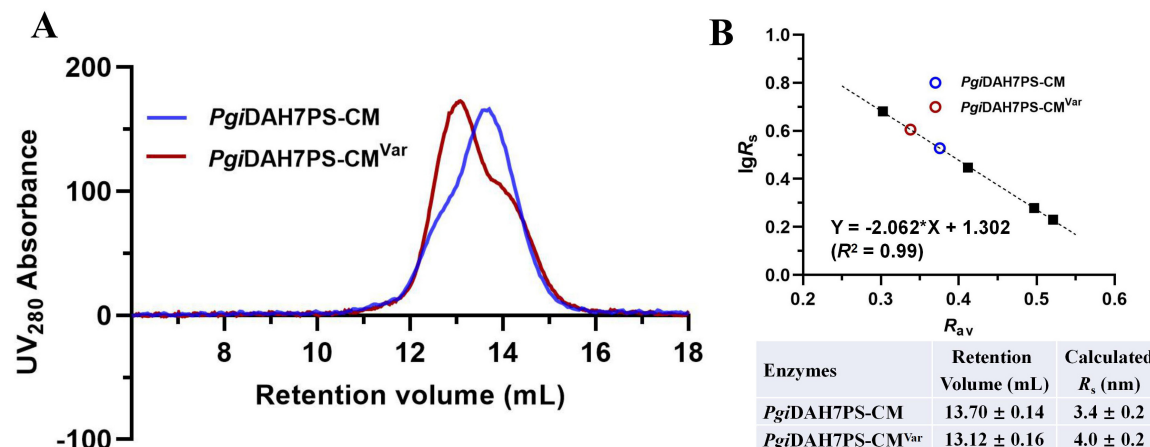 A
200
100
0
-100
UV280 Absorbance
PgiDAH7PS-CM
PgiDAH7PS-CMVar
8
10
12
14
16
18
Retention volume (mL)
B
1.0
0.8
0.6
0.4
0.2
0.0
lgRs
PgiDAH7PS-CM
PgiDAH7PS-CMVar
Y = -2.062*X + 1.302
(R2 = 0.99)
0.2
0.3
0.4
0.5
0.6
Rav
Enzymes
Retention
Volume (mL)
Calculated
Rs (nm)
PgiDAH7PS-CM
13.70 ± 0.14
3.4 ± 0.2
PgiDAH7PS-CMVar
13.12 ± 0.16
4.0 ± 0.2